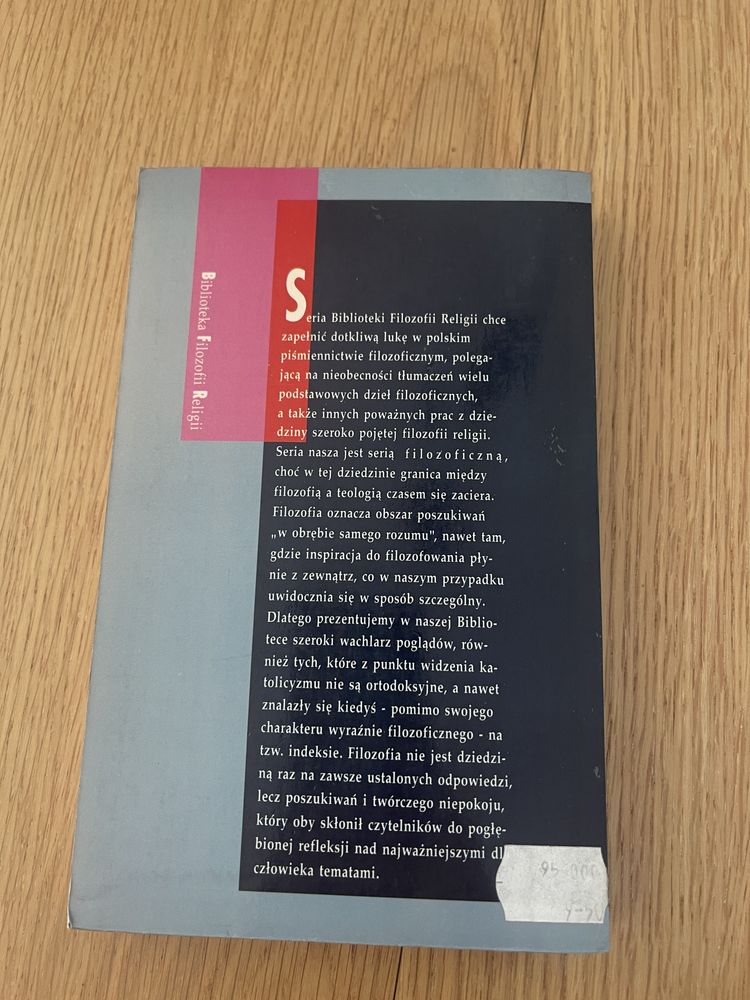 Biblioteka Filozofii Religii
Seria Biblioteki Filozofii Religii chce
zapełnić dotkliwą lukę w polskim
piśmiennictwie filozoficznym, polega-
jącą na nieobecności tłumaczeń wielu
podstawowych dzieł filozoficznych,
a także innych poważnych prac z dzie-
dziny szeroko pojętej filozofii religii.
Seria nasza jest serią filozoficzną,
choć w tej dziedzinie granica między
filozofią a teologią czasem się zaciera.
Filozofia oznacza obszar poszukiwań
„w obrębie samego rozumu", nawet tam,
gdzie inspiracja do filozofowania pły-
nie z zewnątrz, co w naszym przypadku
uwidocznia się w sposób szczególny.
Dlatego prezentujemy w naszej Biblio-
tece szeroki wachlarz poglądów, rów-
nież tych, które z punktu widzenia ka-
tolicyzmu nie są ortodoksyjne, a nawet
znalazły się kiedyś - pomimo swojego
charakteru wyraźnie filozoficznego - na
tzw. indeksie. Filozofia nie jest dziedzi-
ną raz na zawsze ustalonych odpowiedzi,
lecz poszukiwań i twórczego niepokoju,
który oby skłonił czytelników do pogłę-
bionej refleksji nad najważniejszymi dl
człowieka tematami.